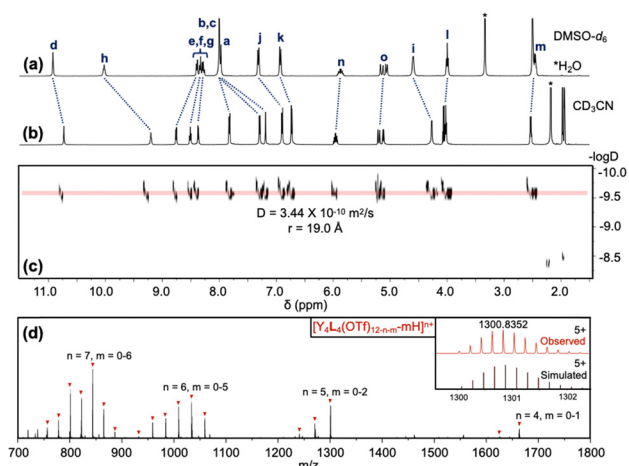 b, c
d h e,f,g a j k n o i l m
DMSO-d6
(a) *H2O
* CD3CN
(b) *
-logD
-10.0
-9.5
D = 3.44 X 10-10 m2/s
r = 19.0 Å
-9.0
-8.5
(c)
11.0 10.0 9.0 8.0 7.0 6.0 5.0 4.0 3.0 2.0
δ (ppm)
(d) [Y4L4(OTf)12-n-mH]n+
1300.8352 5+
Observed
5+
Simulated
1300 1301 1302
n = 7, m = 0-6
n = 6, m = 0-5
n = 5, m = 0-2
n = 4, m = 0-1
700 800 900 1000 1100 1200 1300 1400 1500 1600 1700 1800
m/z